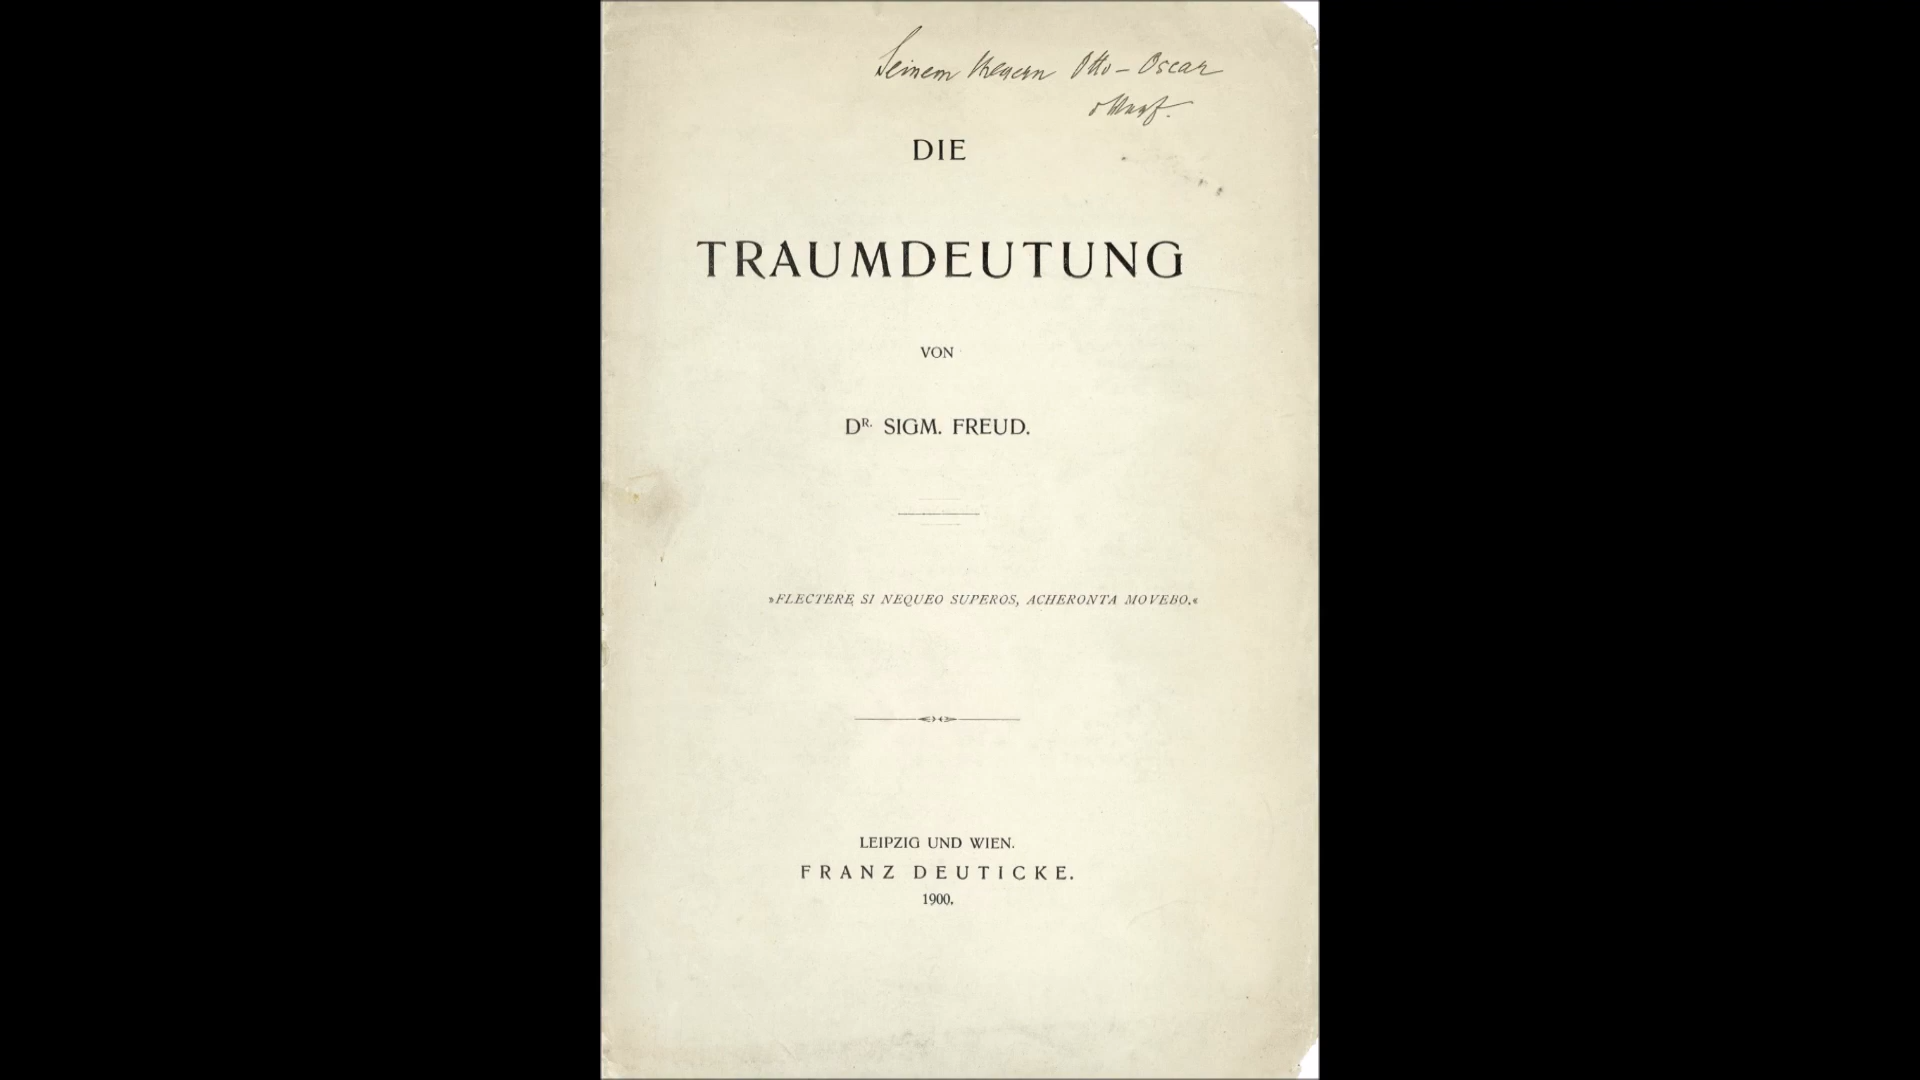 Seinem theuern Otto – Oscar
DIE
TRAUMDEUTUNG
VON
DR. SIGM. FREUD.
»FLECTERE SI NEQUEO SUPEROS, ACHERONTA MOVEBO.«
LEIPZIG UND WIEN.
FRANZ DEUTICKE.
1900.